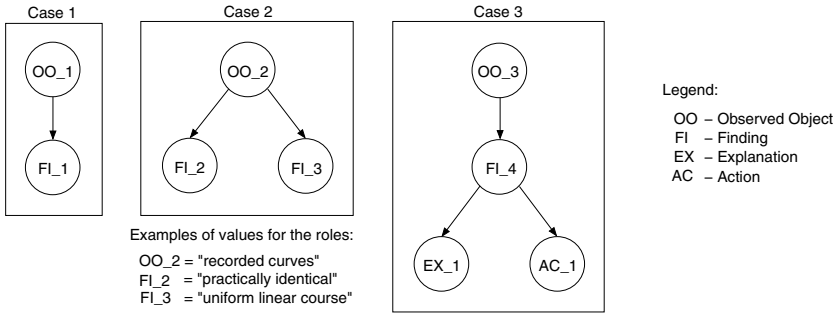 Case 1
Case 2
Case 3
OO_1
OO_2
OO_3
FI_1
FI_2
FI_3
FI_4
EX_1
AC_1
Examples of values for the roles:
OO_2 = "recorded curves"
FI_2 = "practically identical"
FI_3 = "uniform linear course"
Legend:
OO – Observed Object
FI – Finding
EX – Explanation
AC – Action